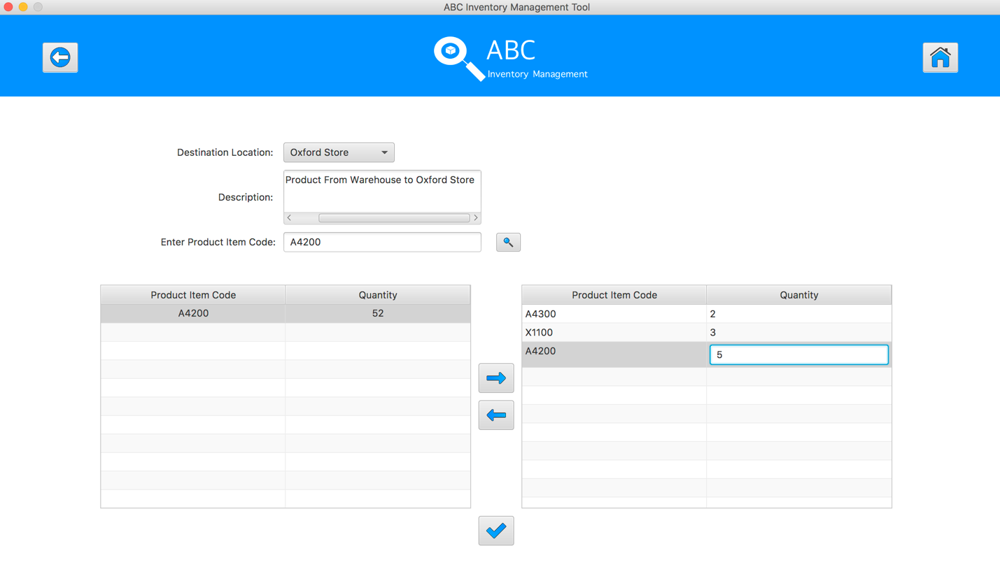 ABC Inventory Management Tool
ABC
Inventory Management
Destination Location: Oxford Store
Description: Product From Warehouse to Oxford Store
Enter Product Item Code: A4200
Product Item Code Quantity
A4200 52
Product Item Code Quantity
A4300 2
X1100 3
A4200 5